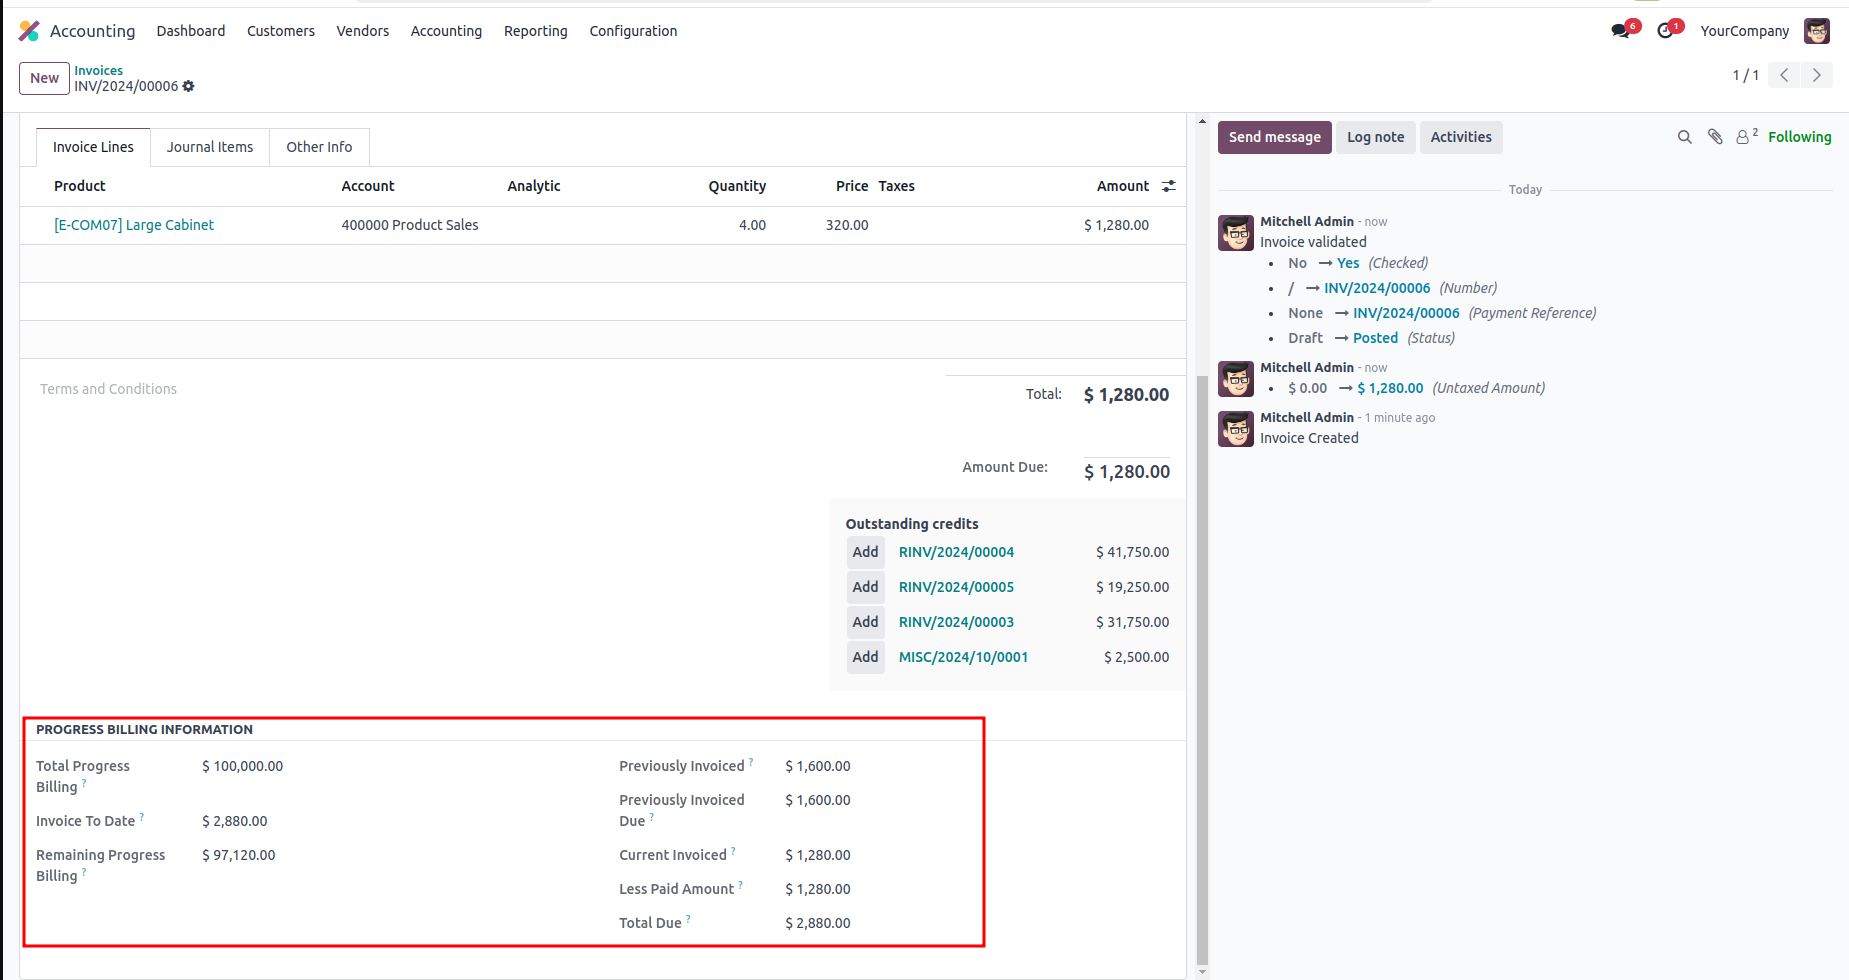 Accounting Dashboard Customers Vendors Accounting Reporting Configuration 6 1 YourCompany
New Invoices
INV/2024/00006 1 / 1
Invoice Lines Journal Items Other Info
Product Account Analytic Quantity Price Taxes Amount
[E-COM07] Large Cabinet 400000 Product Sales 4.00 320.00 $ 1,280.00
Terms and Conditions
Total: $ 1,280.00
Amount Due: $ 1,280.00
Outstanding credits
Add RINV/2024/00004 $ 41,750.00
Add RINV/2024/00005 $ 19,250.00
Add RINV/2024/00003 $ 31,750.00
Add MISC/2024/10/0001 $ 2,500.00
PROGRESS BILLING INFORMATION
Total Progress
Billing ? $ 100,000.00
Invoice To Date ? $ 2,880.00
Remaining Progress
Billing ? $ 97,120.00
Previously Invoiced ? $ 1,600.00
Previously Invoiced
Due ? $ 1,600.00
Current Invoiced ? $ 1,280.00
Less Paid Amount ? $ 1,280.00
Total Due ? $ 2,880.00
Send message Log note Activities 2 Following
Today
Mitchell Admin - now
Invoice validated
• No → Yes (Checked)
• / → INV/2024/00006 (Number)
• None → INV/2024/00006 (Payment Reference)
• Draft → Posted (Status)
Mitchell Admin - now
• $ 0.00 → $ 1,280.00 (Untaxed Amount)
Mitchell Admin - 1 minute ago
Invoice Created